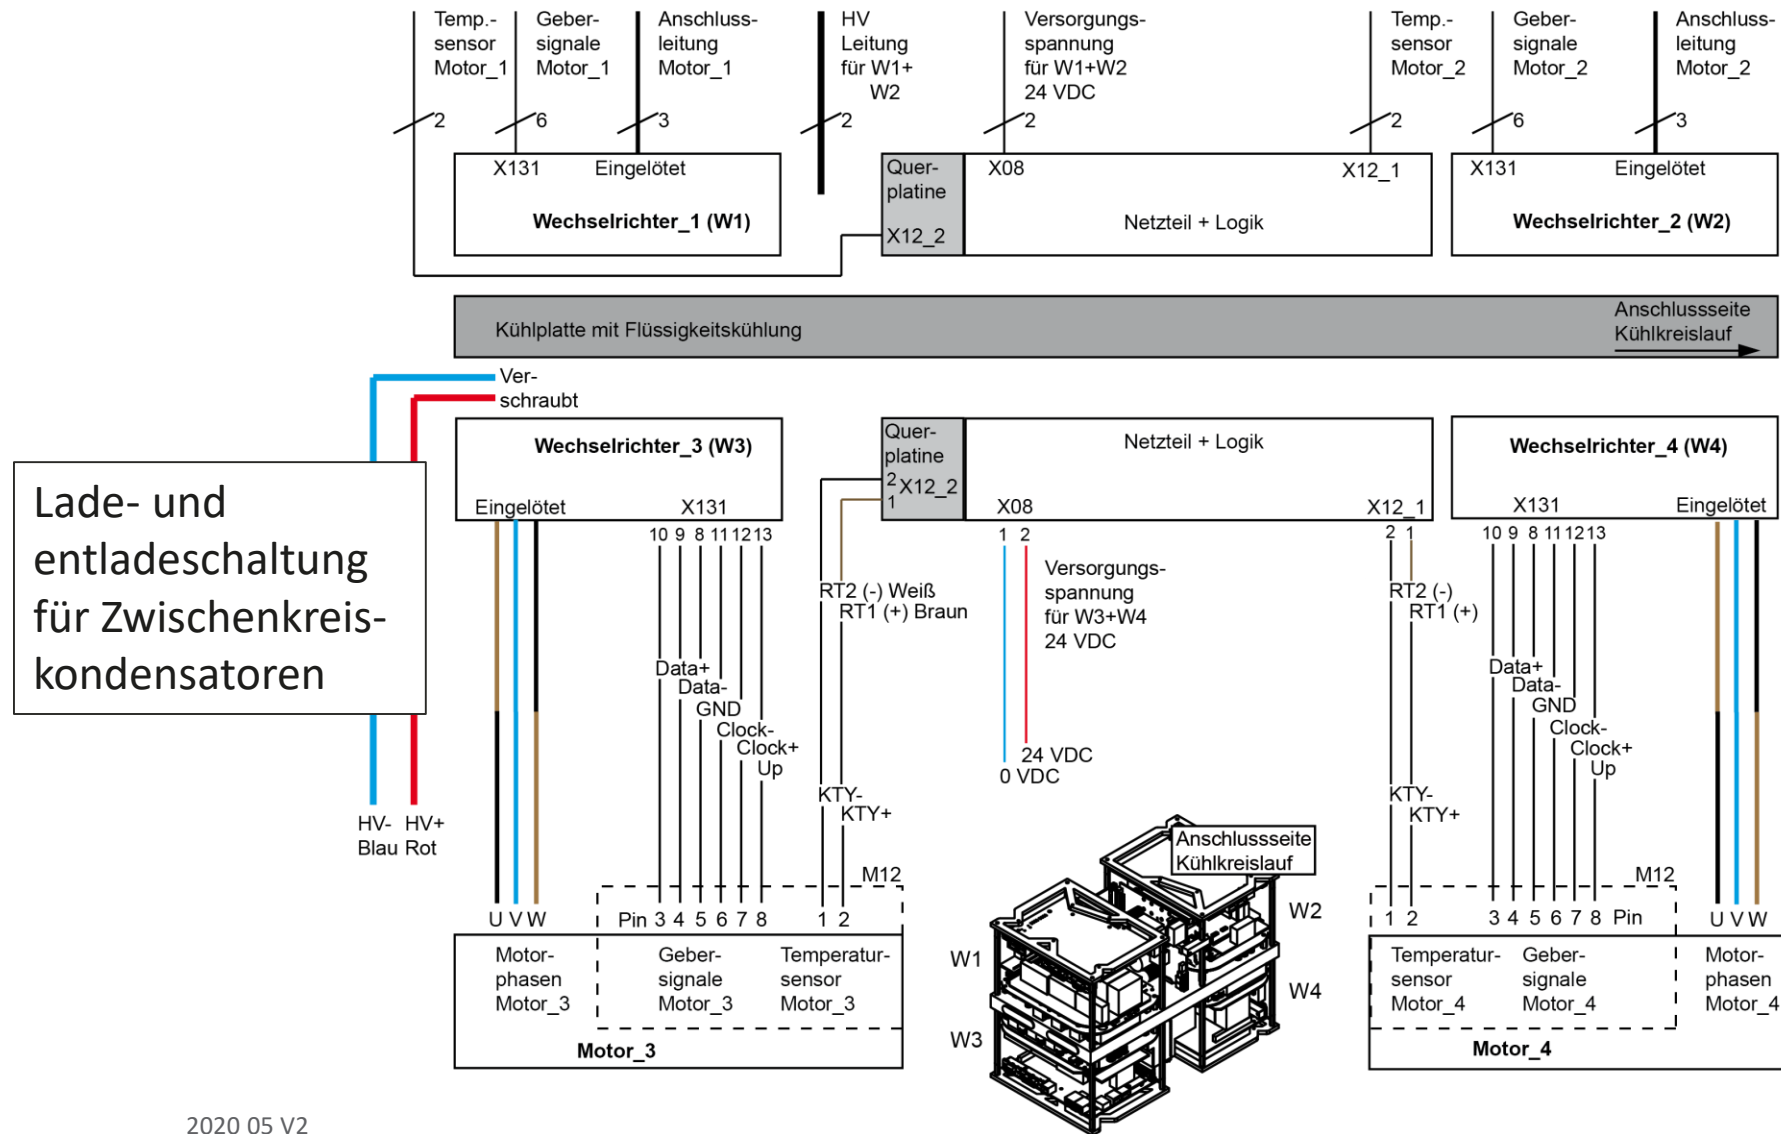 Temp.-
sensor
Motor_1
Geber-
signale
Motor_1
Anschluss-
leitung
Motor_1
HV
Leitung
für W1+
W2
Versorgungs-
spannung
für W1+W2
24 VDC
Temp.-
sensor
Motor_2
Geber-
signale
Motor_2
Anschluss-
leitung
Motor_2
2 6 3 2 2 2 6 3
X131 Eingelötet
Wechselrichter_1 (W1)
Quer-
platine
X12_2
X08 X12_1
Netzteil + Logik
X131 Eingelötet
Wechselrichter_2 (W2)
Kühlplatte mit Flüssigkeitskühlung
Anschlussseite
Kühlkreislauf
Ver-
schraubt
Wechselrichter_3 (W3)
Eingelötet X131
10 9 8 11 12 13
Quer-
platine
2 X12_2
1
Netzteil + Logik
X08 X12_1
1 2
2 1
Wechselrichter_4 (W4)
X131 Eingelötet
10 9 8 11 12 13
Lade- und
entladeschaltung
für Zwischenkreis-
kondensatoren
RT2 (-) Weiß
RT1 (+) Braun
Versorgungs-
spannung
für W3+W4
24 VDC
RT2 (-)
RT1 (+)
Data+
Data-
GND
Clock-
Clock+
Up
24 VDC
0 VDC
Data+
Data-
GND
Clock-
Clock+
Up
KTY-
KTY+
KTY-
KTY+
HV-
Blau
HV+
Rot
M12
U V W Pin 3 4 5 6 7 8 1 2
Motor-
phasen
Motor_3
Geber-
signale
Motor_3
Temperatur-
sensor
Motor_3
Motor_3
Anschlussseite
Kühlkreislauf
W1
W2
W3
W4
M12
1 2 3 4 5 6 7 8 Pin U V W
Temperatur-
sensor
Motor_4
Geber-
signale
Motor_4
Motor-
phasen
Motor_4
Motor_4
2020 05 V2